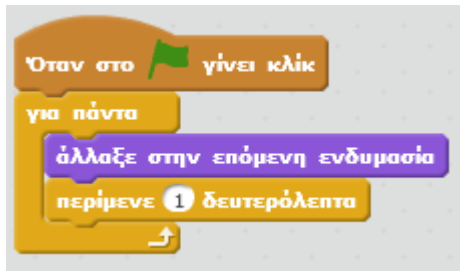 Όταν στο γίνει κλίκ
για πάντα
άλλαξε στην επόμενη ενδυμασία
περίμενε 1 δευτερόλεπτα